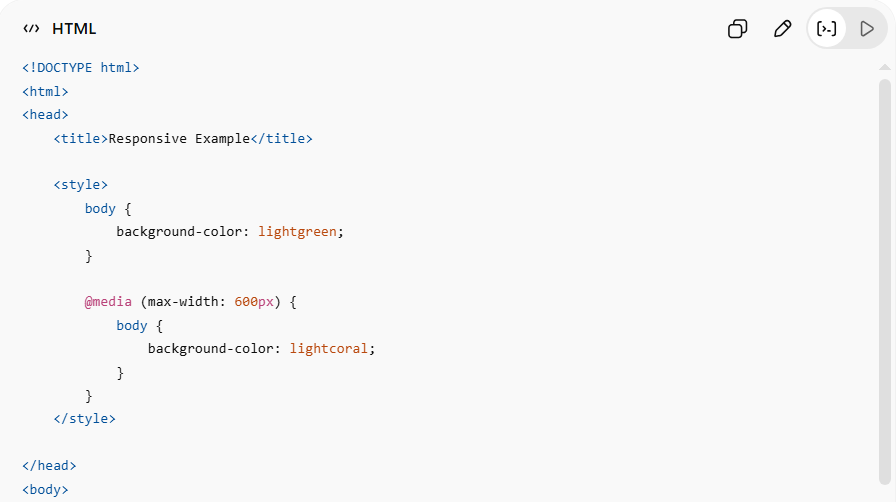 HTML
<!DOCTYPE html>
<html>
<head>
    <title>Responsive Example</title>

    <style>
        body {
            background-color: lightgreen;
        }

        @media (max-width: 600px) {
            body {
                background-color: lightcoral;
            }
        }
    </style>

</head>
<body>